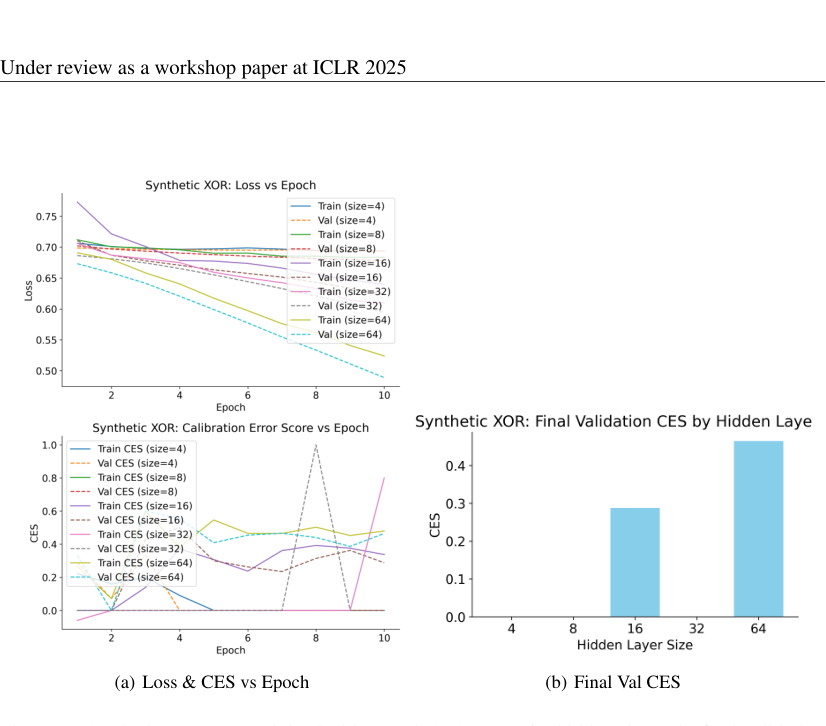 Under review as a workshop paper at ICLR 2025
Synthetic XOR: Loss vs Epoch
Loss
0.75
0.70
0.65
0.60
0.55
0.50
Train (size=4)
Val (size=4)
Train (size=8)
Val (size=8)
Train (size=16)
Val (size=16)
Train (size=32)
Val (size=32)
Train (size=64)
Val (size=64)
2 4 6 8 10
Epoch
Synthetic XOR: Calibration Error Score vs Epoch
CES
1.0
0.8
0.6
0.4
0.2
0.0
Train CES (size=4)
Val CES (size=4)
Train CES (size=8)
Val CES (size=8)
Train CES (size=16)
Val CES (size=16)
Train CES (size=32)
Val CES (size=32)
Train CES (size=64)
Val CES (size=64)
2 4 6 8 10
Epoch
(a) Loss & CES vs Epoch
Synthetic XOR: Final Validation CES by Hidden Laye
CES
0.4
0.3
0.2
0.1
0.0
4 8 16 32 64
Hidden Layer Size
(b) Final Val CES